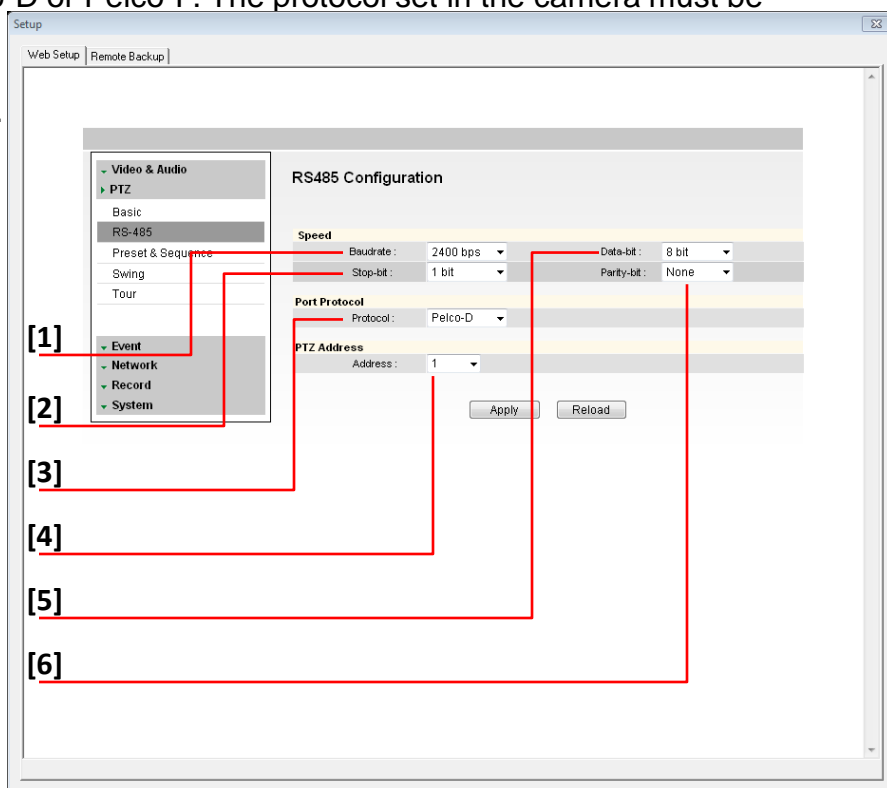 D or Pelco P. The protocol set in the camera must be
Setup
Web Setup Remote Backup
Video & Audio
PTZ
Basic
RS-485
Preset & Sequence
Swing
Tour
Event
Network
Record
System
RS485 Configuration
Speed
Baudrate : 2400 bps Data-bit : 8 bit
Stop-bit : 1 bit Parity-bit : None
Port Protocol
Protocol : Pelco-D
PTZ Address
Address : 1
Apply Reload
[1]
[2]
[3]
[4]
[5]
[6]